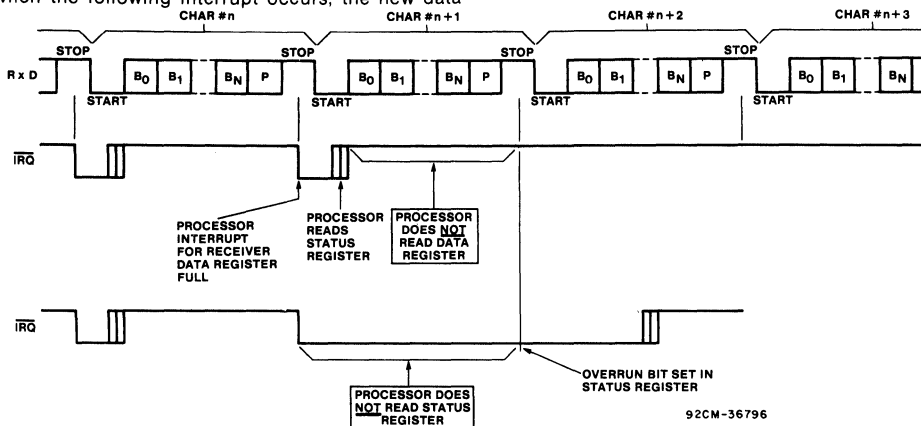 when the following interrupt occurs, the new data
CHAR #n CHAR #n+1 CHAR #n+2 CHAR #n+3
STOP STOP STOP STOP
RxD B0 B1 BN P B0 B1 BN P B0 B1 BN P B0 B1 BN
START START START START
IRQ
PROCESSOR
INTERRUPT
FOR RECEIVER
DATA REGISTER
FULL
PROCESSOR
READS
STATUS
REGISTER
PROCESSOR
DOES NOT
READ DATA
REGISTER
IRQ
OVERRUN BIT SET IN
STATUS REGISTER
PROCESSOR DOES
NOT READ STATUS
REGISTER
92CM-36796